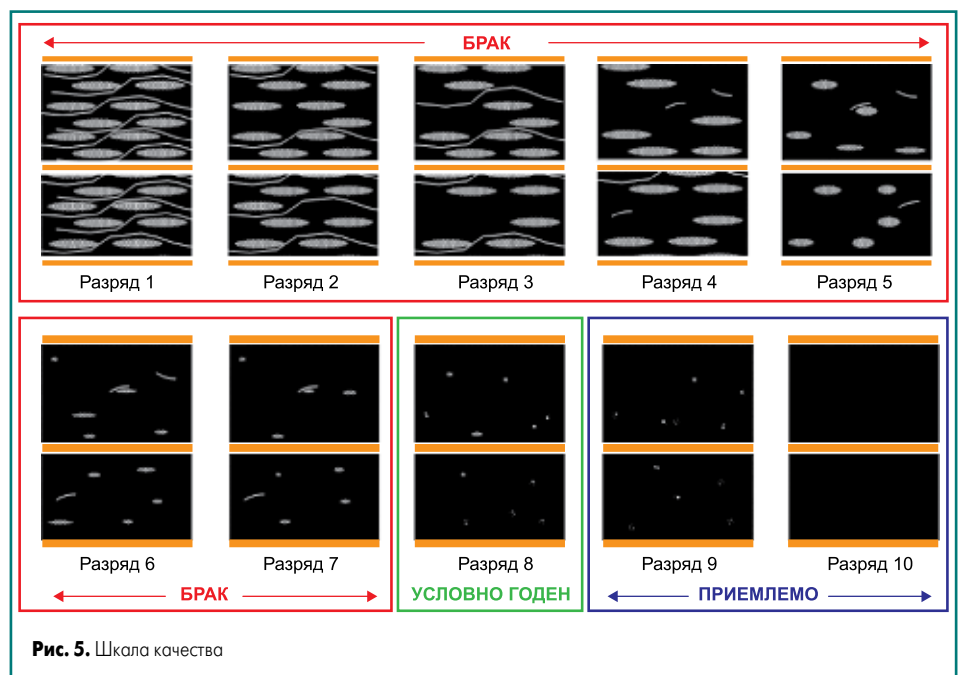 БРАК
Разряд 1 Разряд 2 Разряд 3 Разряд 4 Разряд 5
Разряд 6 Разряд 7 Разряд 8 Разряд 9 Разряд 10
БРАК УСЛОВНО ГОДЕН ПРИЕМЛЕМО
Рис. 5. Шкала качества